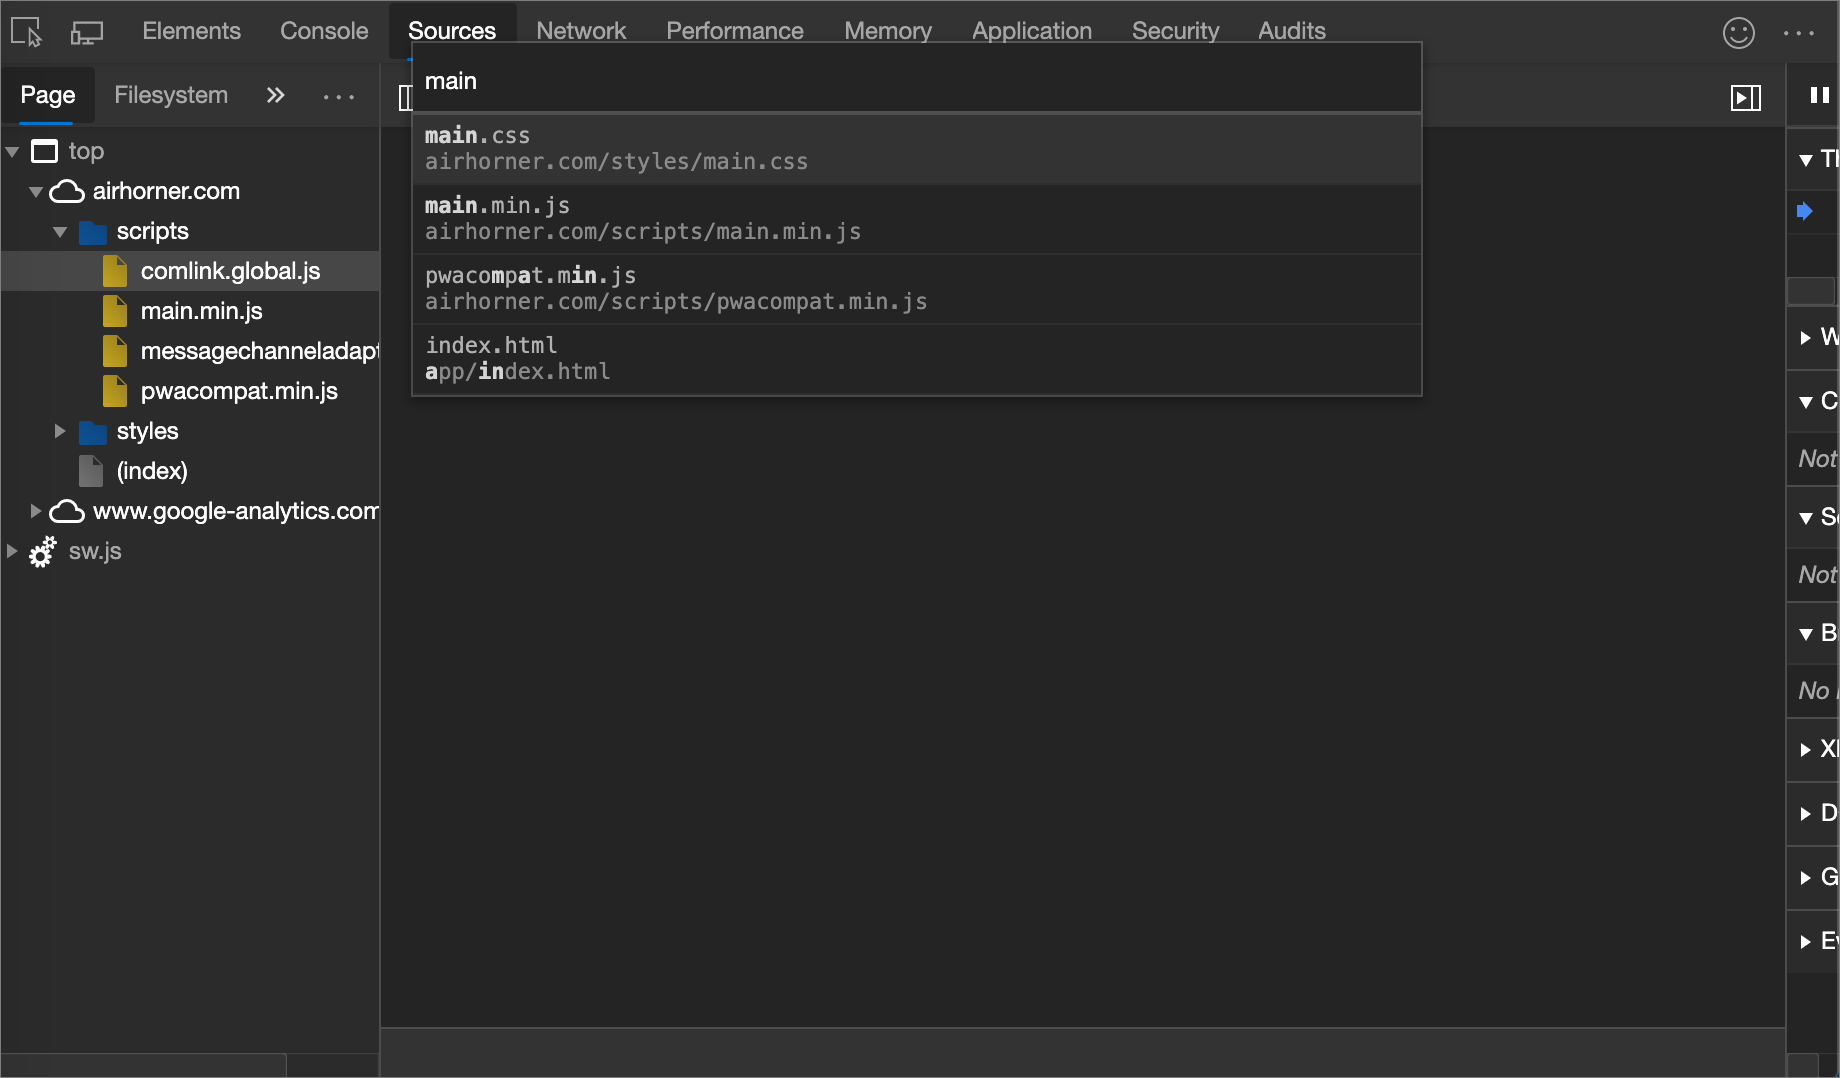 Elements Console Sources Network Performance Memory Application Security Audits
Page Filesystem
main
main.css
airhorner.com/styles/main.css
main.min.js
airhorner.com/scripts/main.min.js
pwacompat.min.js
airhorner.com/scripts/pwacompat.min.js
index.html
app/index.html
top
airhorner.com
scripts
comlink.global.js
main.min.js
messagechanneladapt
pwacompat.min.js
styles
(index)
www.google-analytics.com
sw.js
Not
Not
No